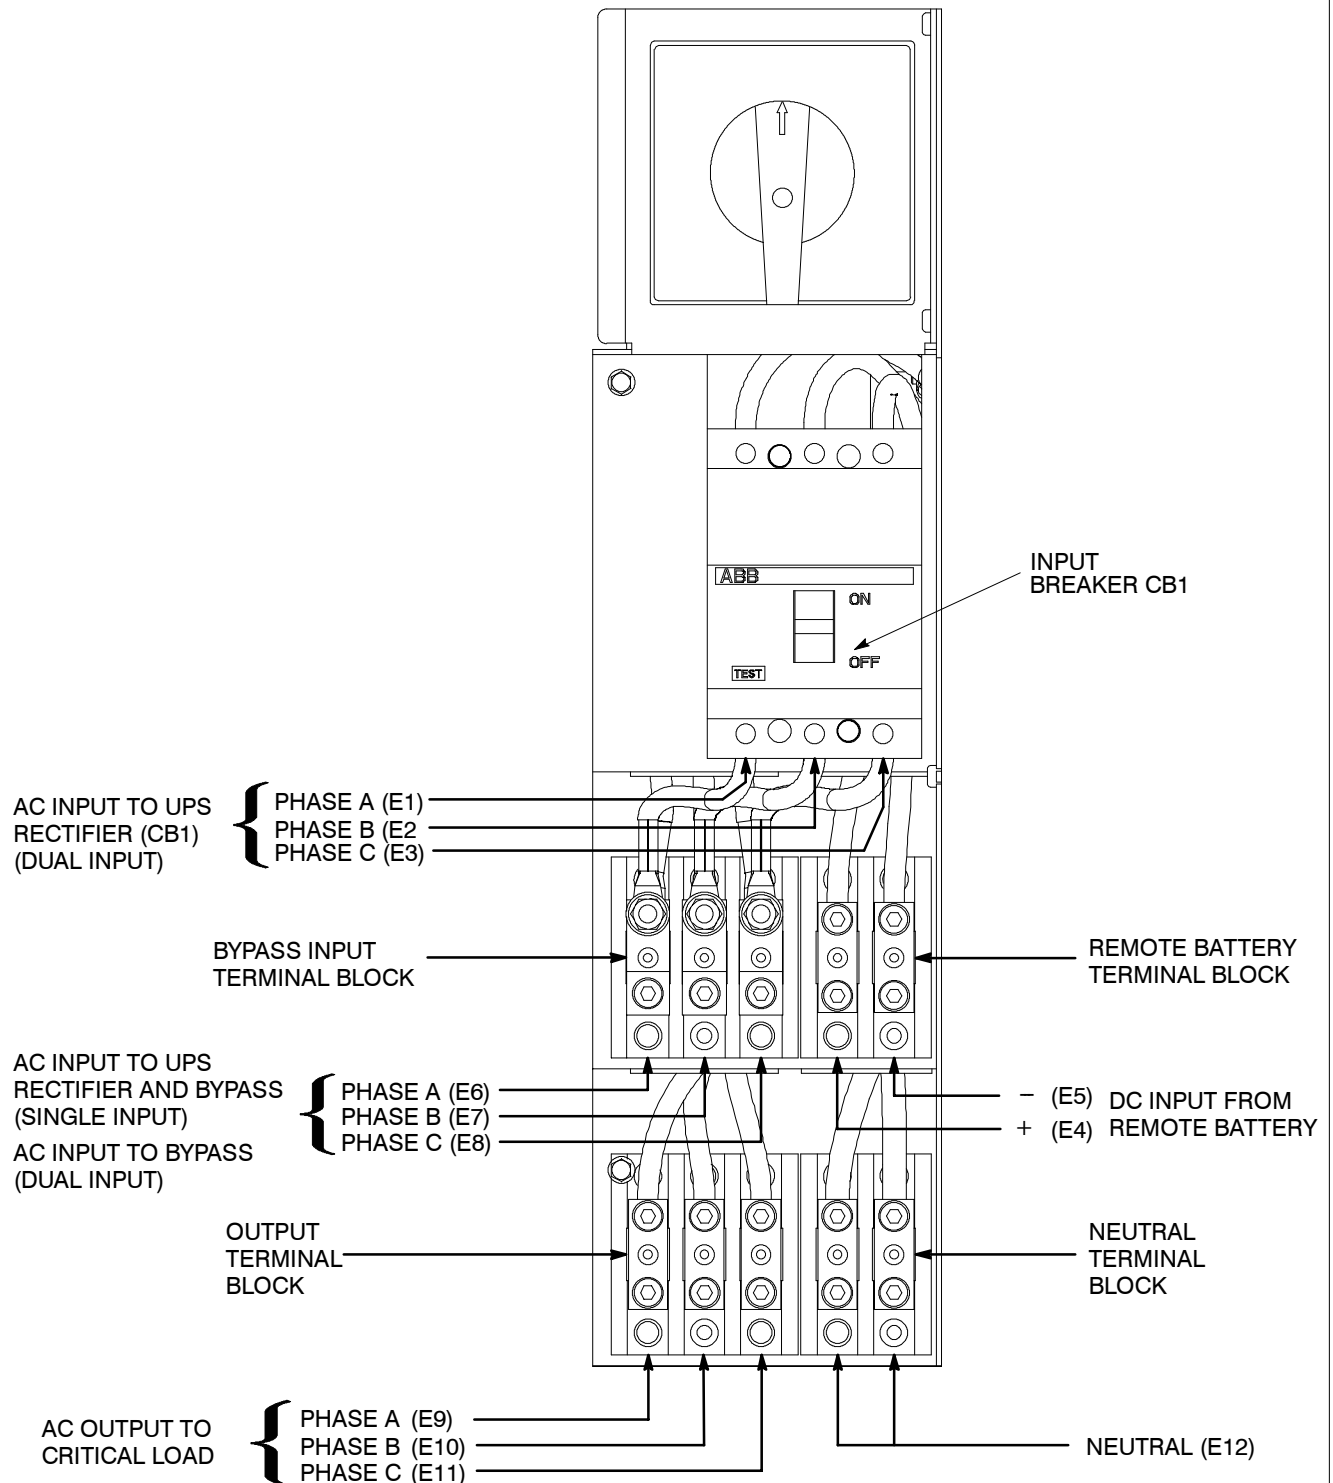 ABB
ON
OFF
TEST
INPUT
BREAKER CB1
AC INPUT TO UPS
RECTIFIER (CB1)
(DUAL INPUT)
PHASE A (E1)
PHASE B (E2
PHASE C (E3)
BYPASS INPUT
TERMINAL BLOCK
REMOTE BATTERY
TERMINAL BLOCK
AC INPUT TO UPS
RECTIFIER AND BYPASS
(SINGLE INPUT)
AC INPUT TO BYPASS
(DUAL INPUT)
PHASE A (E6)
PHASE B (E7)
PHASE C (E8)
− (E5)
+ (E4)
DC INPUT FROM
REMOTE BATTERY
OUTPUT
TERMINAL
BLOCK
NEUTRAL
TERMINAL
BLOCK
AC OUTPUT TO
CRITICAL LOAD
PHASE A (E9)
PHASE B (E10)
PHASE C (E11)
NEUTRAL (E12)